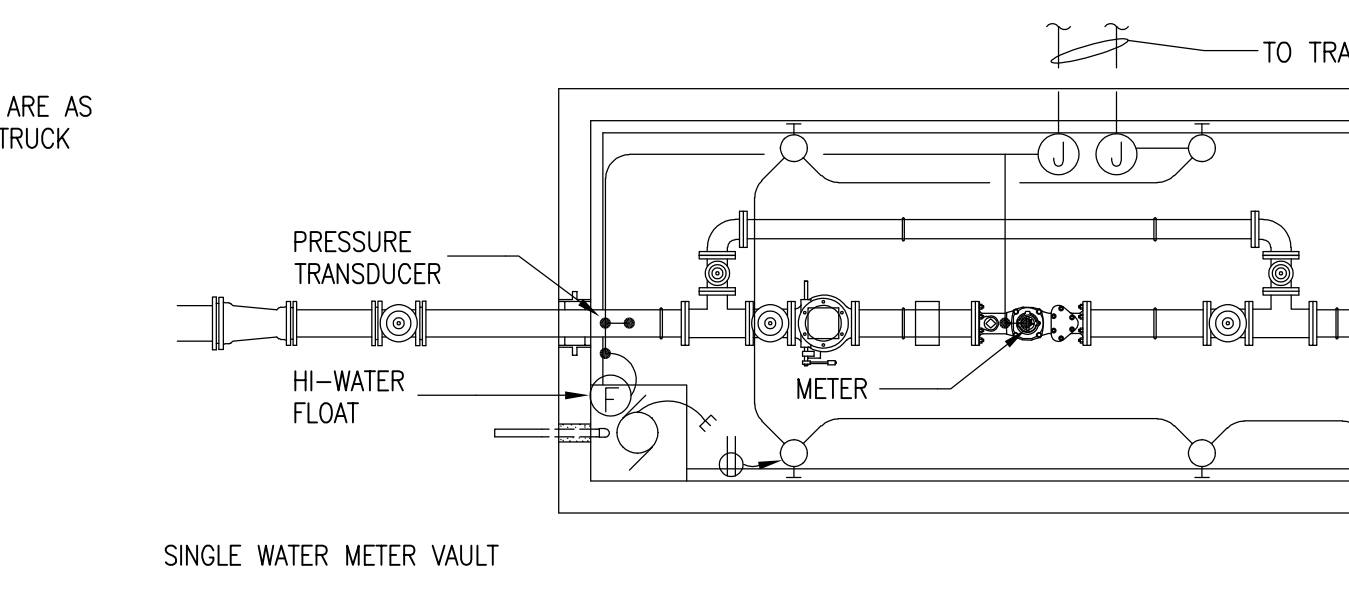 TO TRA
ARE AS
TRUCK
J J
PRESSURE
TRANSDUCER
HI-WATER
FLOAT
METER
F
E
SINGLE WATER METER VAULT